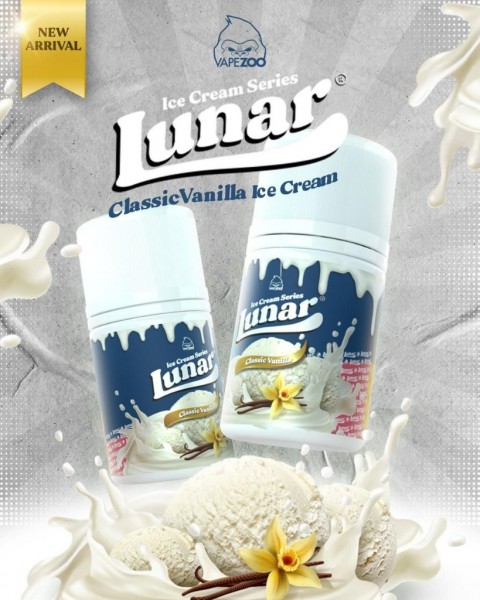 NEW
ARRIVAL
VAPEZOO
Ice Cream Series
Lunar®
Classic Vanilla Ice Cream
Ice Cream Series
Lunar
Classic Vanilla
Ice Cream Series
Lunar
Classic Vanilla